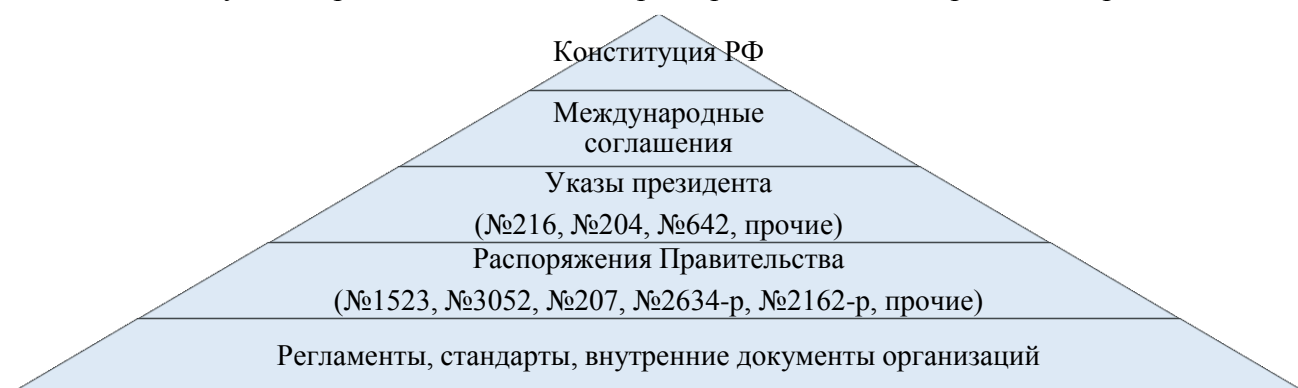 Конституция РФ
Международные
соглашения
Указы президента
(№216, №204, №642, прочие)
Распоряжения Правительства
(№1523, №3052, №207, №2634-р, №2162-р, прочие)
Регламенты, стандарты, внутренние документы организаций